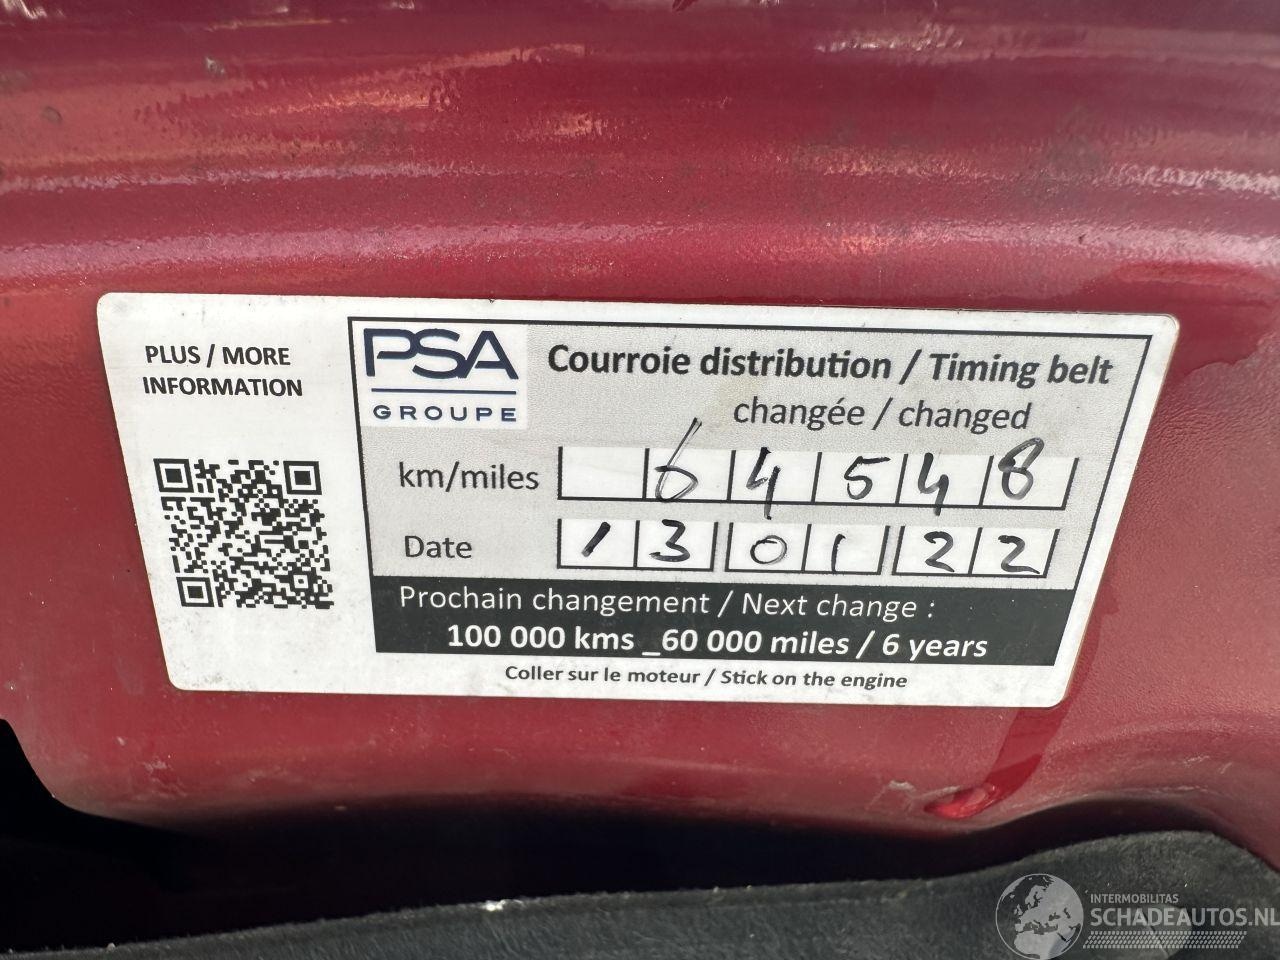 PLUS / MORE
INFORMATION
PSA
GROUPE
Courroie distribution / Timing belt
changée / changed
km/miles 64548
Date 13 01 22
Prochain changement / Next change :
100 000 kms _60 000 miles / 6 years
Coller sur le moteur / Stick on the engine
INTERMOBILITAS
SCHADEAUTOS.NL